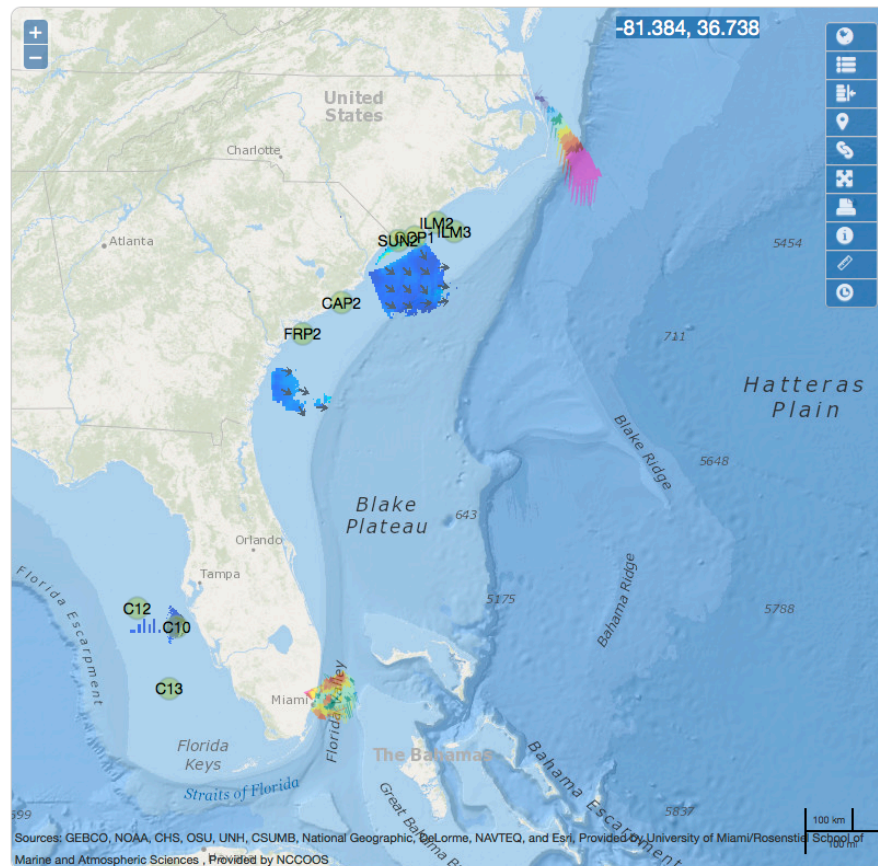 +
−
-81.384, 36.738
United
States
Charlotte
Atlanta
ILM2
ILM3
SUN2
CAP2
FRP2
5454
711
Hatteras
Plain
Blake Ridge
5648
Blake
Plateau
643
Orlando
Tampa
Florida Escarpment
C12
C10
C13
5175
Bahama Ridge
5788
Miami
Florida Valley
Florida
Keys
The Bahamas
Straits of Florida
Bahama Escarpment
5837
100 km
100 mi
Sources: GEBCO, NOAA, CHS, OSU, UNH, CSUMB, National Geographic, DeLorme, NAVTEQ, and Esri, Provided by University of Miami/Rosenstiel School of
Marine and Atmospheric Sciences , Provided by NCCOOS